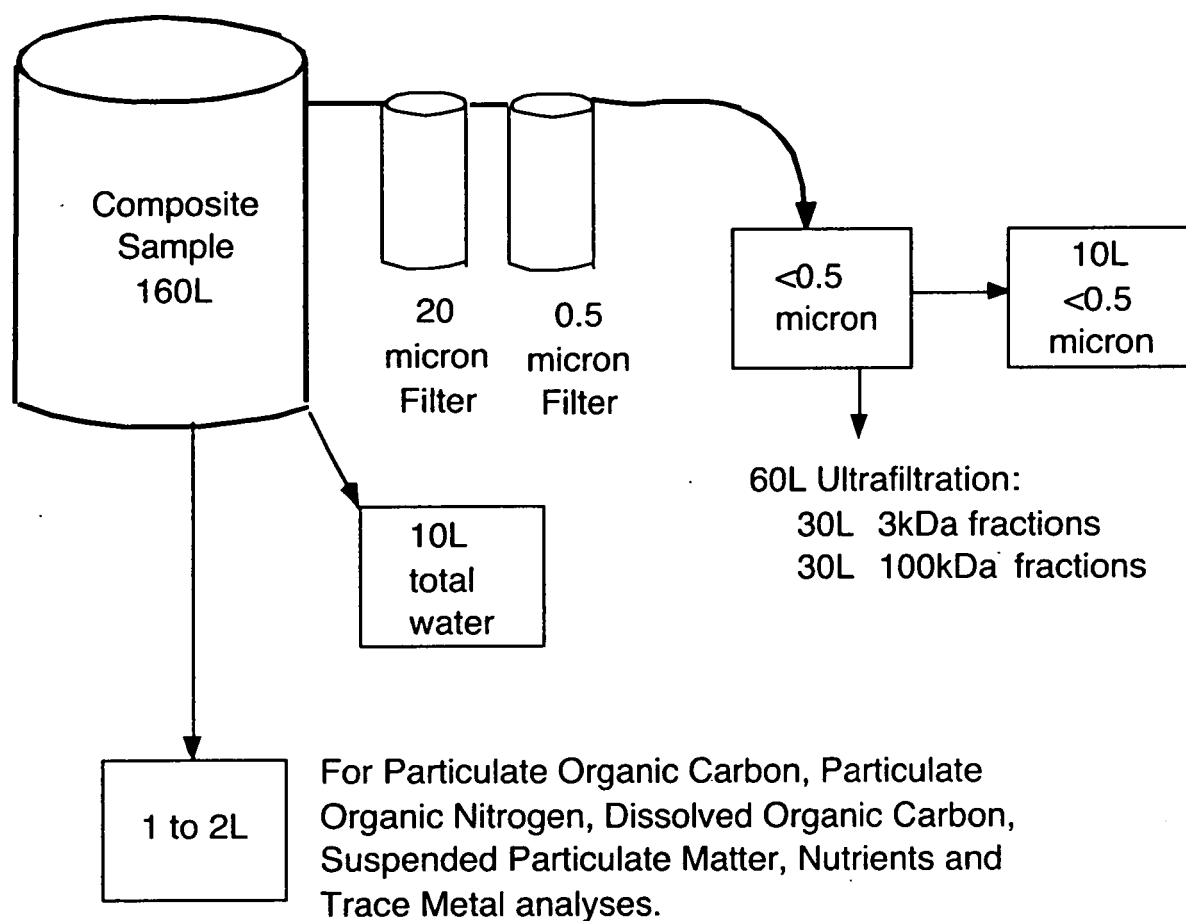 Composite
Sample
160L
20
micron
Filter
0.5
micron
Filter
<0.5
micron
10L
<0.5
micron
60L Ultrafiltration:
30L 3kDa fractions
30L 100kDa fractions
10L
total
water
1 to 2L
For Particulate Organic Carbon, Particulate
Organic Nitrogen, Dissolved Organic Carbon,
Suspended Particulate Matter, Nutrients and
Trace Metal analyses.